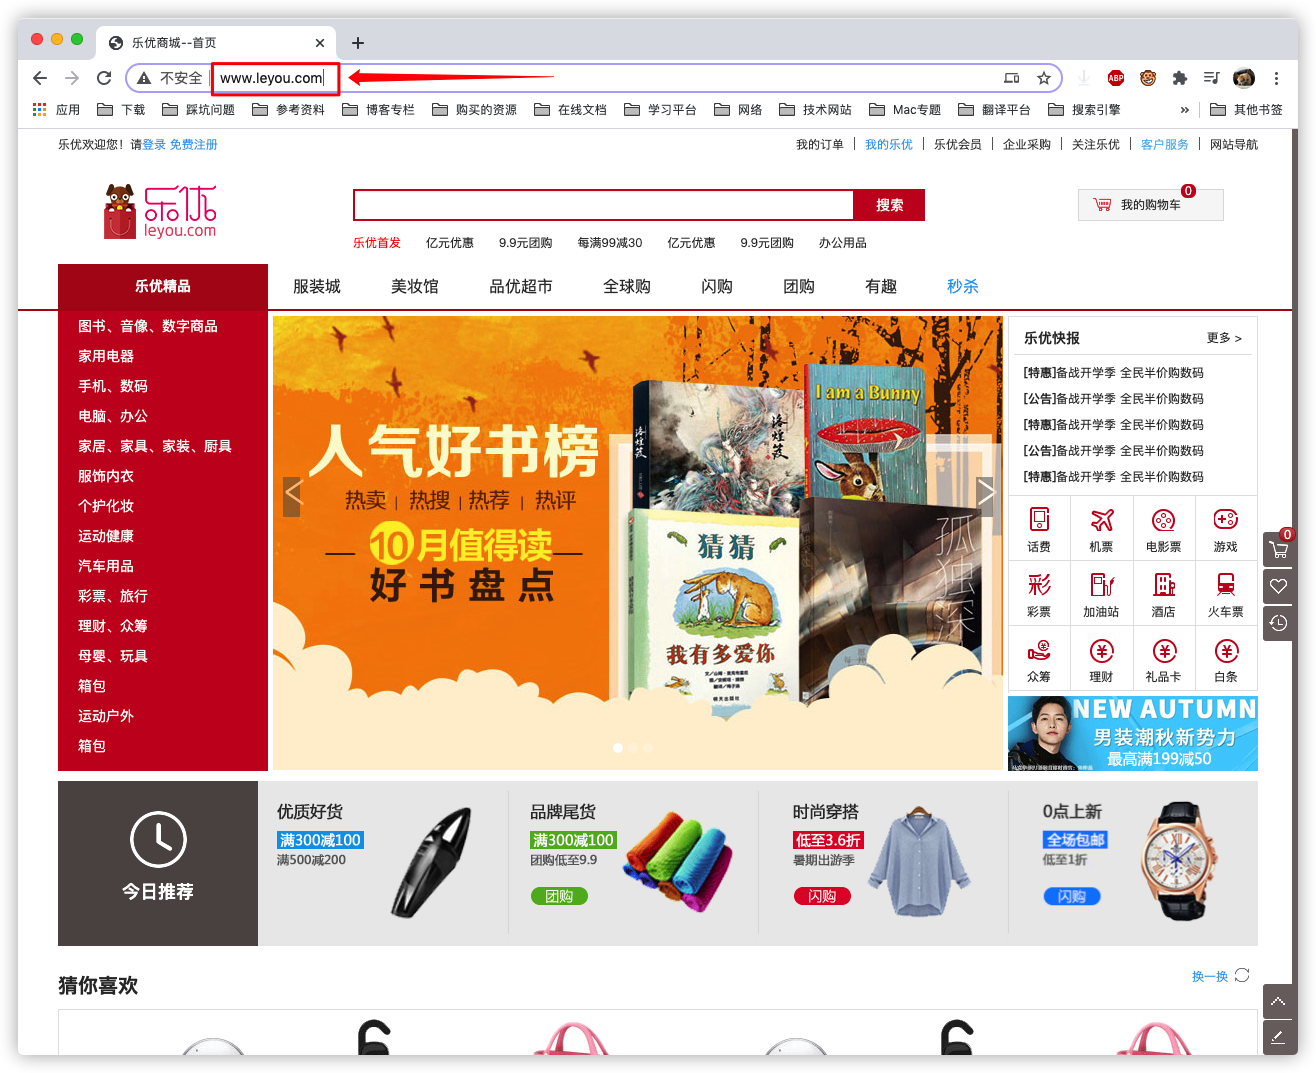 乐优商城--首页
不安全 www.leyou.com
应用 下载 踩坑问题 参考资料 博客专栏 购买的资源 在线文档 学习平台 网络 技术网站 Mac专题 翻译平台 搜索引擎 » 其他书签
乐优欢迎您！请登录 免费注册
我的订单 我的乐优 乐优会员 企业采购 关注乐优 客户服务 网站导航
乐优
leyou.com
搜索
我的购物车 0
乐优首发 亿元优惠 9.9元团购 每满99减30 亿元优惠 9.9元团购 办公用品
乐优精品 服装城 美妆馆 品优超市 全球购 闪购 团购 有趣 秒杀
图书、音像、数字商品
家用电器
手机、数码
电脑、办公
家居、家具、家装、厨具
服饰内衣
个护化妆
运动健康
汽车用品
彩票、旅行
理财、众筹
母婴、玩具
箱包
运动户外
箱包
人气好书榜
热卖 | 热搜 | 热荐 | 热评
10月值得读
好书盘点
洛煌笈
I am a Bunny
猜猜
我有多爱你
孤独深
乐优快报 更多 >
[特惠]备战开学季 全民半价购数码
[公告]备战开学季 全民半价购数码
[特惠]备战开学季 全民半价购数码
[公告]备战开学季 全民半价购数码
[特惠]备战开学季 全民半价购数码
话费 机票 电影票 游戏
彩票 加油站 酒店 火车票
众筹 理财 礼品卡 白条
0
NEW AUTUMN
男装潮秋新势力
最高满199减50
今日推荐
优质好货
满300减100
满500减200
品牌尾货
满300减100
团购低至9.9
团购
时尚穿搭
低至3.6折
暑期出游季
闪购
0点上新
全场包邮
低至1折
闪购
猜你喜欢
换一换